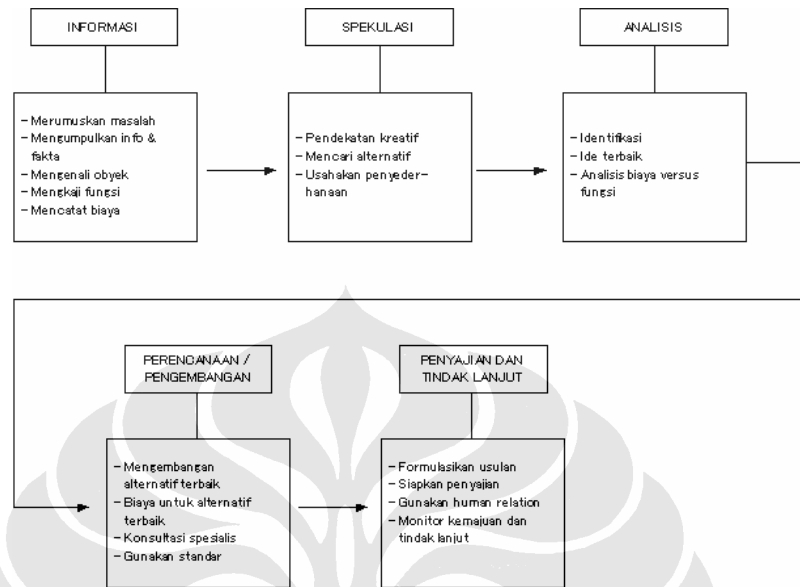 INFORMASI
– Merumuskan masalah
– Mengumpulkan info &
fakta
– Mengenali obyek
– Mengkaji fungsi
– Mencatat biaya
SPEKULASI
– Pendekatan kreatif
– Mencari alternatif
– Usahakan penyeder–
hanaan
ANALISIS
– Identifikasi
– Ide terbaik
– Analisis biaya versus
fungsi
PERENCANAAN /
PENGEMBANGAN
– Mengembangan
alternatif terbaik
– Biaya untuk alternatif
terbaik
– Konsultasi spesialis
– Gunakan standar
PENYAJIAN DAN
TINDAK LANJUT
– Formulasikan usulan
– Siapkan penyajian
– Gunakan human relation
– Monitor kemajuan dan
tindak lanjut